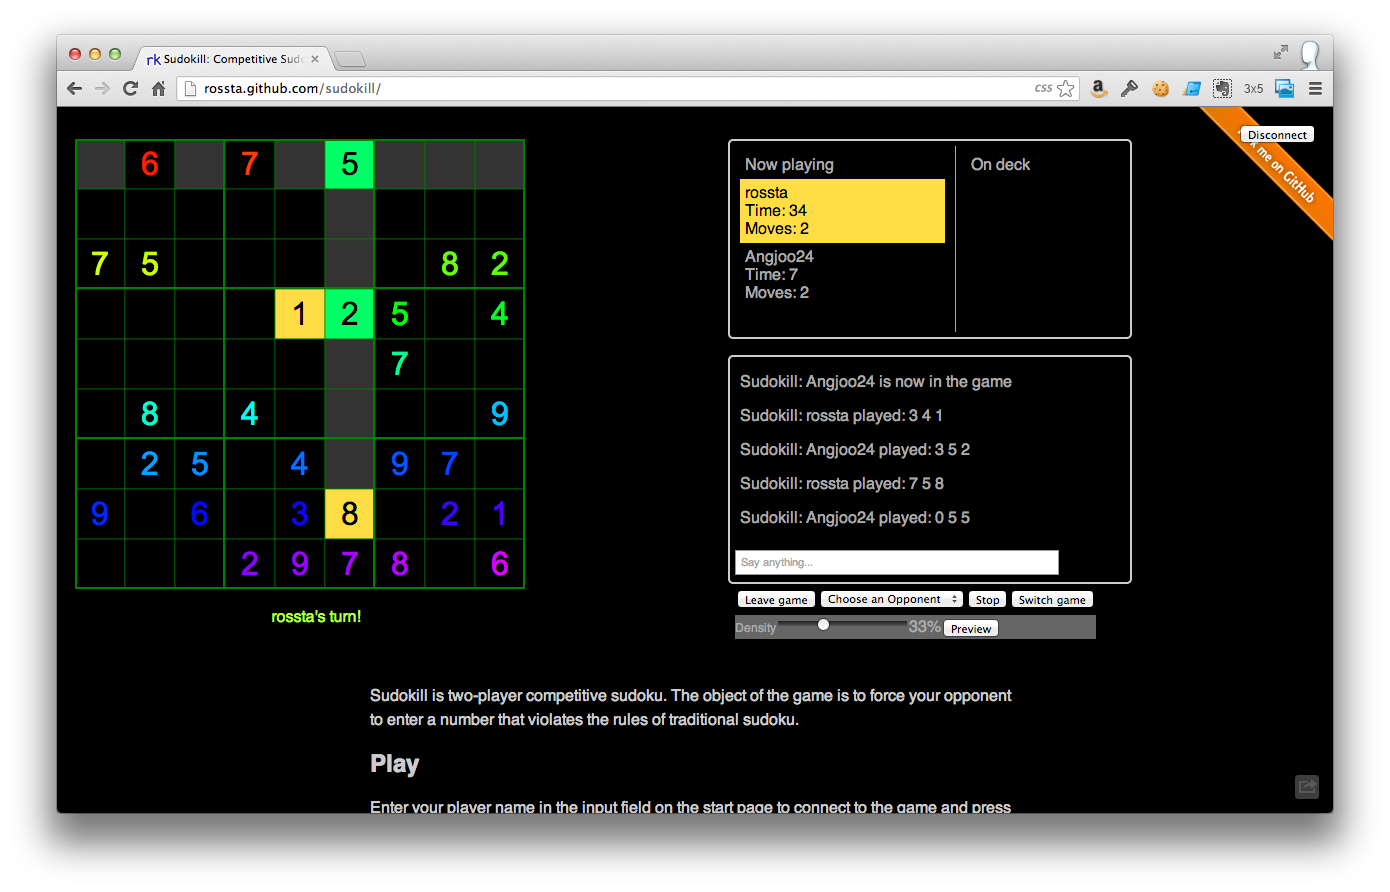 rk Sudokill: Competitive Sud
rossta.github.com/sudokill/
css
3x5
Disconnect
me on GitHub
6 7 5
7 5 8 2
1 2 5 4
7
8 4 9
2 5 4 9 7
9 6 3 8 2 1
2 9 7 8 6
rossta's turn!
Now playing
rossta
Time: 34
Moves: 2
Angjoo24
Time: 7
Moves: 2
On deck
Sudokill: Angjoo24 is now in the game
Sudokill: rossta played: 3 4 1
Sudokill: Angjoo24 played: 3 5 2
Sudokill: rossta played: 7 5 8
Sudokill: Angjoo24 played: 0 5 5
Say anything...
Leave game Choose an Opponent Stop Switch game
Density 33% Preview
Sudokill is two-player competitive sudoku. The object of the game is to force your opponent
to enter a number that violates the rules of traditional sudoku.
Play
Enter your player name in the input field on the start page to connect to the game and press